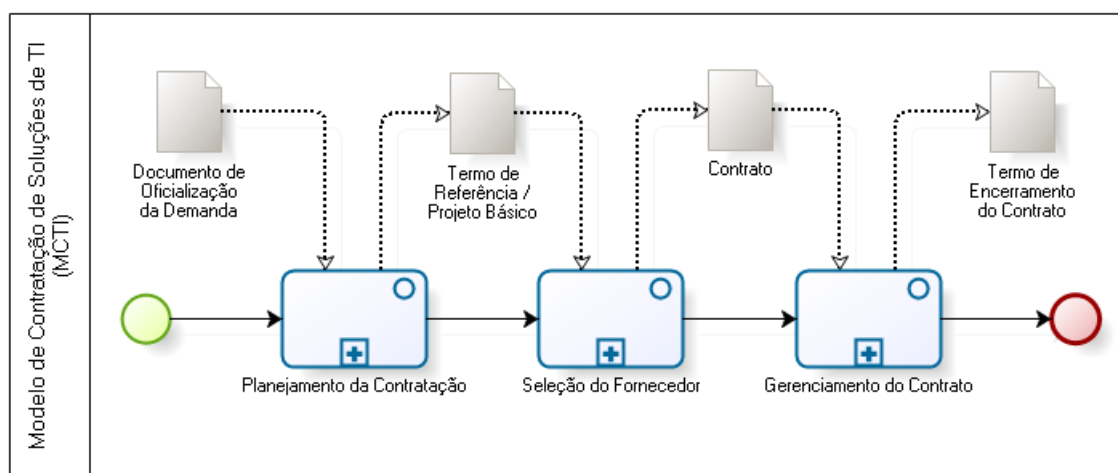 Modelo de Contratação de Soluções de TI
(MCTI)
Documento de
Oficialização
da Demanda
Termo de
Referência /
Projeto Básico
Contrato
Termo de
Encerramento
do Contrato
Planejamento da Contratação
Seleção do Fornecedor
Gerenciamento do Contrato